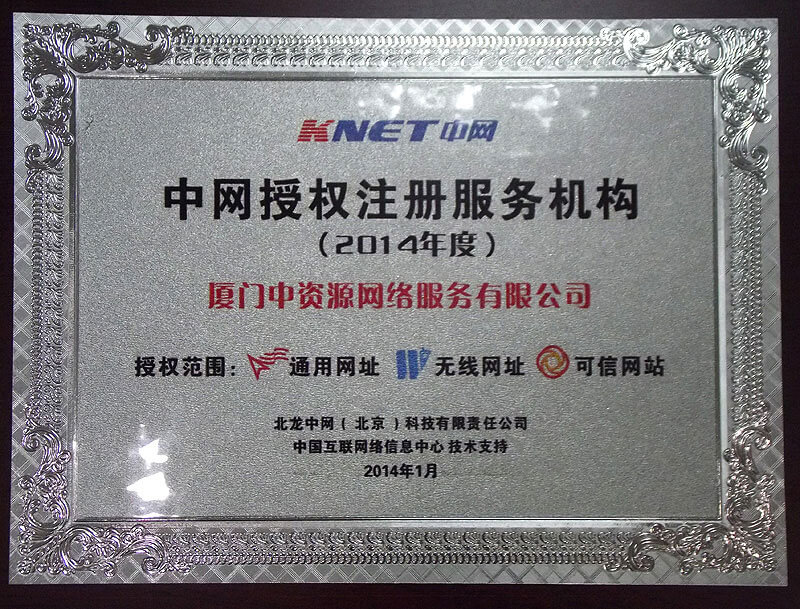 KNET中网
中网授权注册服务机构
（2014年度）
厦门中资源网络服务有限公司
授权范围： 通用网址 无线网址 可信网站
北龙中网（北京）科技有限责任公司
中国互联网络信息中心 技术支持
2014年1月